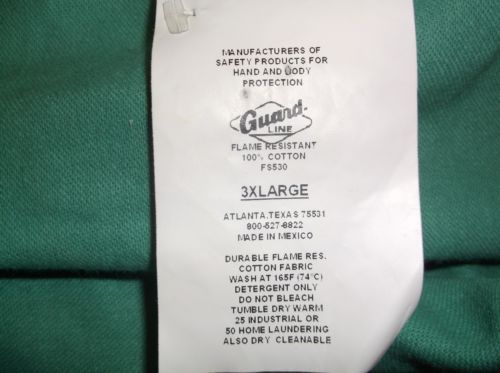 MANUFACTURERS OF
SAFETY PRODUCTS FOR
HAND AND BODY
PROTECTION
Guard
LINE
FLAME RESISTANT
100% COTTON
FS530
3XLARGE
ATLANTA, TEXAS 75531
800-527-8822
MADE IN MEXICO
DURABLE FLAME RES.
COTTON FABRIC
WASH AT 165F (74°C)
DETERGENT ONLY
DO NOT BLEACH
TUMBLE DRY WARM
25 INDUSTRIAL OR
50 HOME LAUNDERING
ALSO DRY CLEANABLE